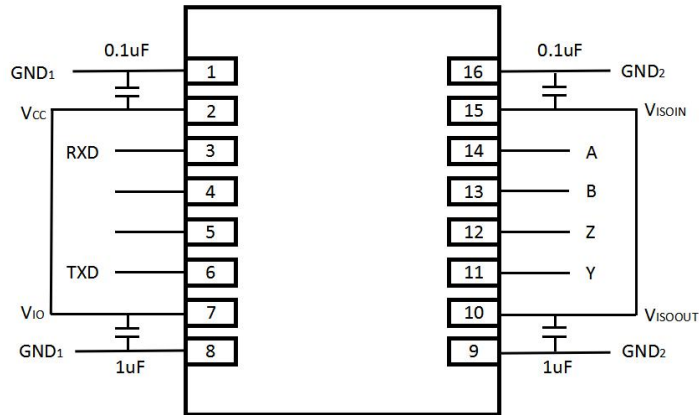 0.1uF 0.1uF
GND₁ 1 16 GND₂
VCC 2 15 VISOIN
RXD 3 14 A
4 13 B
5 12 Z
TXD 6 11 Y
VIO 7 10 VISOOUT
GND₁ 8 9 GND₂
1uF 1uF